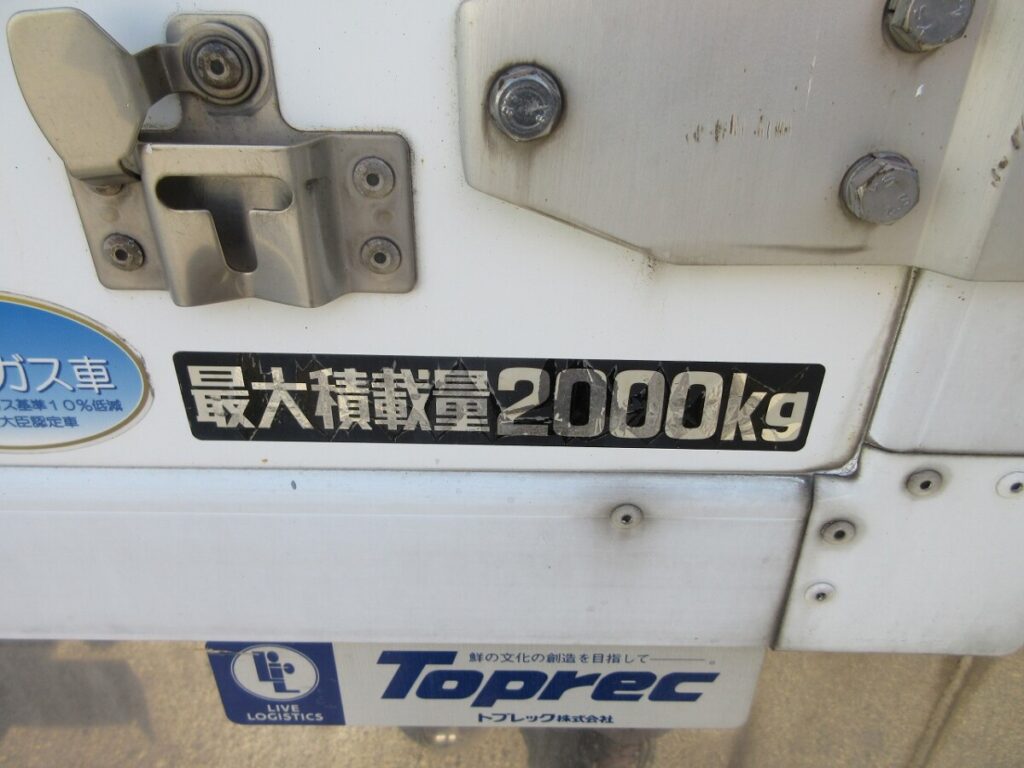 ガス車
ス基準10%低減
大臣認定車
最大積載量2000kg
鮮の文化の創造を目指して―――。
Toprec
トプレック株式会社
LIVE
LOGISTICS